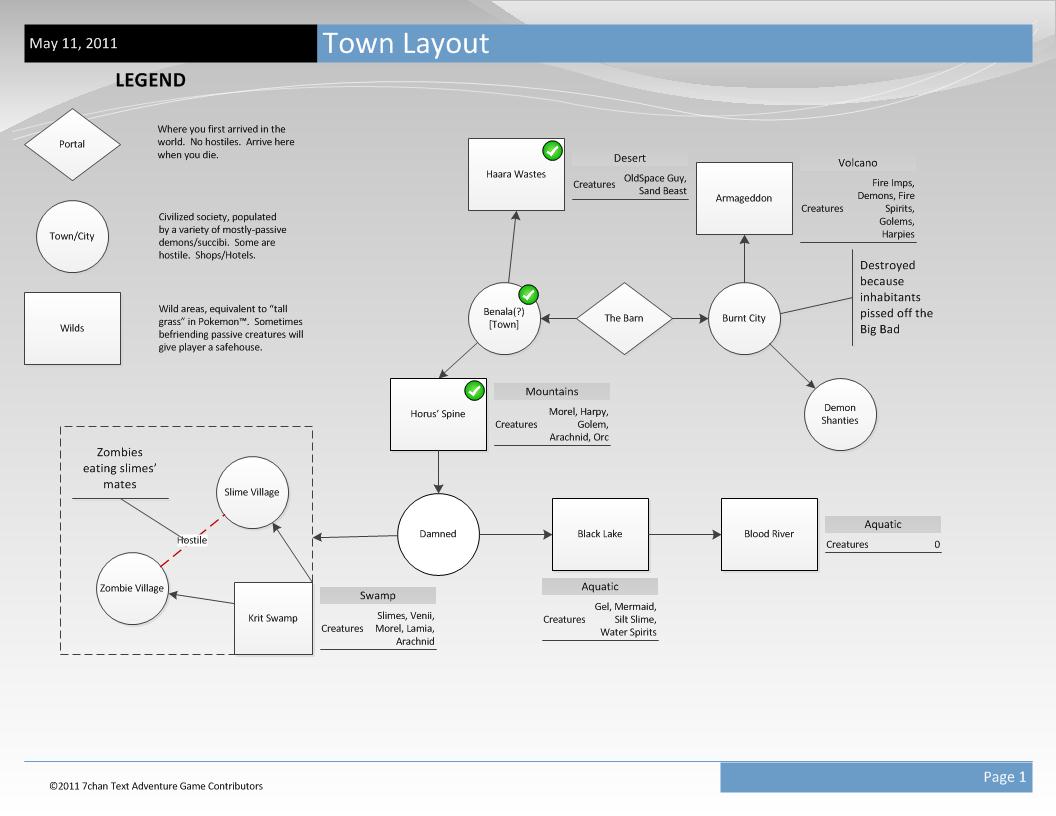 May 11, 2011
Town Layout
LEGEND
Portal
Where you first arrived in the
world.  No hostiles.  Arrive here
when you die.
Town/City
Civilized society, populated
by a variety of mostly-passive
demons/succibi.  Some are
hostile.  Shops/Hotels.
Wilds
Wild areas, equivalent to “tall
grass” in Pokemon™.  Sometimes
befriending passive creatures will
give player a safehouse.
Haara Wastes
Desert
Creatures
OldSpace Guy,
Sand Beast
Armageddon
Volcano
Creatures
Fire Imps,
Demons, Fire
Spirits,
Golems,
Harpies
Benala(?)
[Town]
The Barn
Burnt City
Destroyed
because
inhabitants
pissed off the
Big Bad
Horus’ Spine
Mountains
Creatures
Morel, Harpy,
Golem,
Arachnid, Orc
Demon
Shanties
Zombies
eating slimes’
mates
Slime Village
Hostile
Zombie Village
Krit Swamp
Swamp
Creatures
Slimes, Venii,
Morel, Lamia,
Arachnid
Damned
Black Lake
Aquatic
Creatures
Gel, Mermaid,
Silt Slime,
Water Spirits
Blood River
Aquatic
Creatures
0
©2011 7chan Text Adventure Game Contributors
Page 1